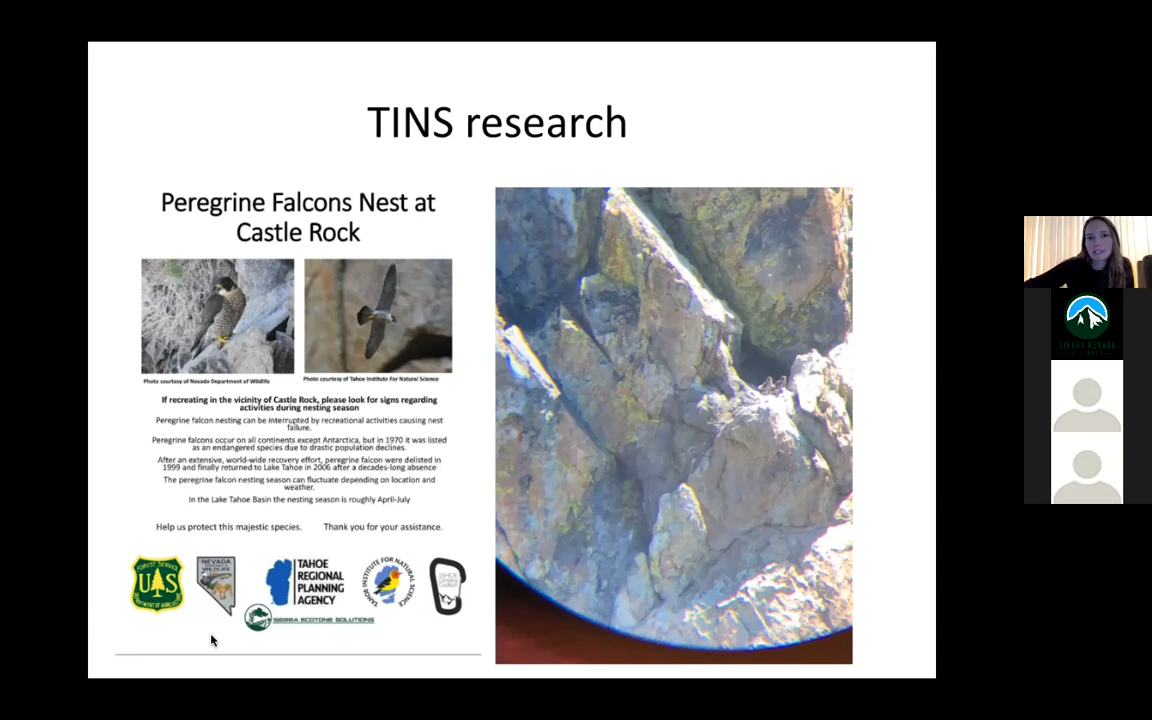 TINS research
Peregrine Falcons Nest at
Castle Rock
Photo courtesy of Nevada Department of Wildlife
Photo courtesy of Tahoe Institute For Natural Science
If recreating in the vicinity of Castle Rock, please look for signs regarding
activities during nesting season
Peregrine falcon nesting can be interrupted by recreational activities causing nest
failure.
Peregrine falcons occur on all continents except Antarctica, but in 1970 it was listed
as an endangered species due to drastic population declines.
After an extensive, world-wide recovery effort, peregrine falcon were delisted in
1999 and finally returned to Lake Tahoe in 2006 after a decades-long absence
The peregrine falcon nesting season can fluctuate depending on location and
weather.
In the Lake Tahoe Basin the nesting season is roughly April-July
Help us protect this majestic species. Thank you for your assistance.
FOREST SERVICE
US
DEPARTMENT OF AGRICULTURE
NEVADA
WILDLIFE
TAHOE
REGIONAL
PLANNING
AGENCY
TAHOE INSTITUTE FOR NATURAL SCIENCE
TAHOE
SIERRA ECOTONE SOLUTIONS
SIERRA NEVADA